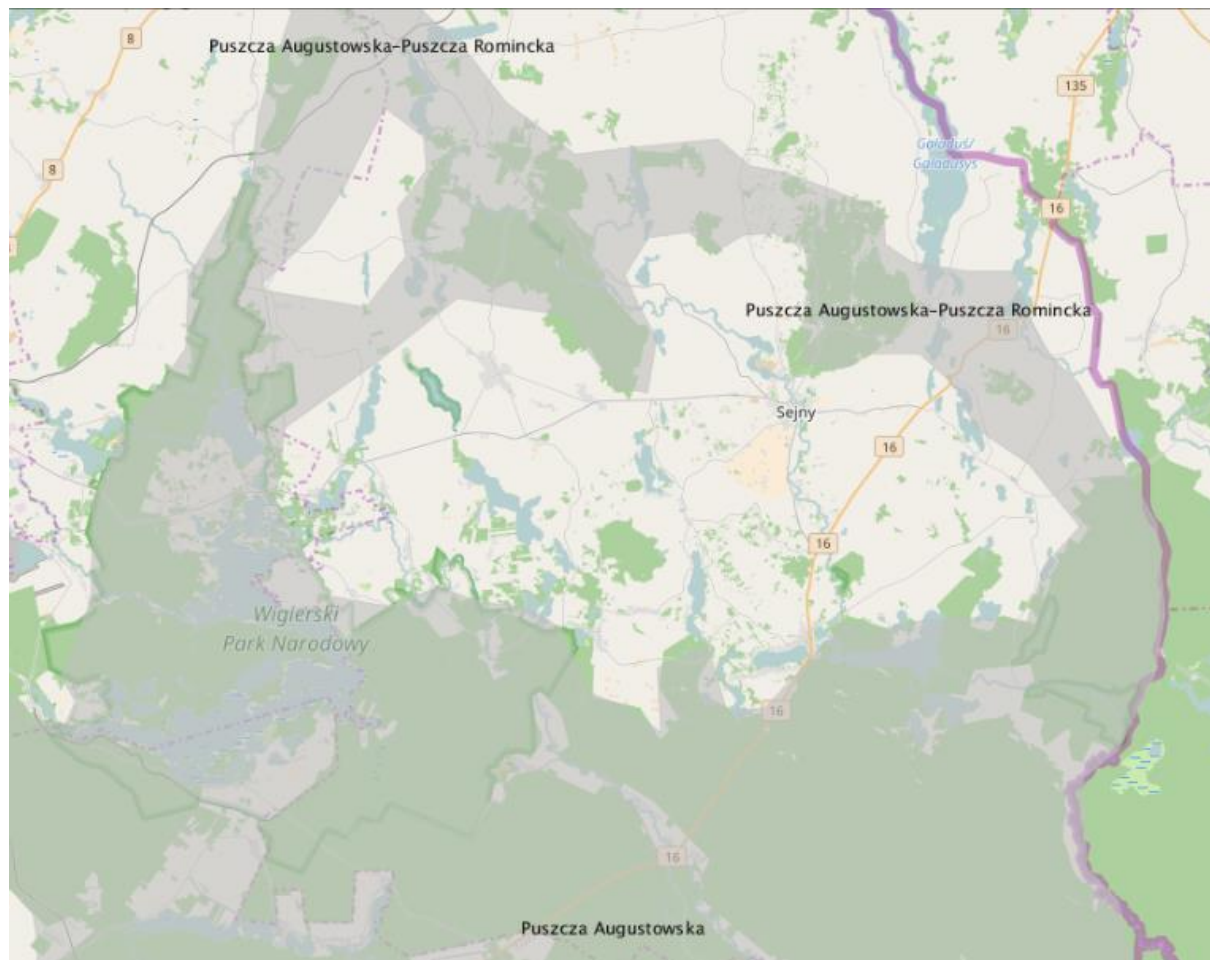 8
Puszcza Augustowska-Puszcza Romincka
135
8
Gaładuś/
Galadusys
16
Puszcza Augustowska-Puszcza Romincka
16
Sejny
16
16
Wigierski
Park Narodowy
16
16
Puszcza Augustowska